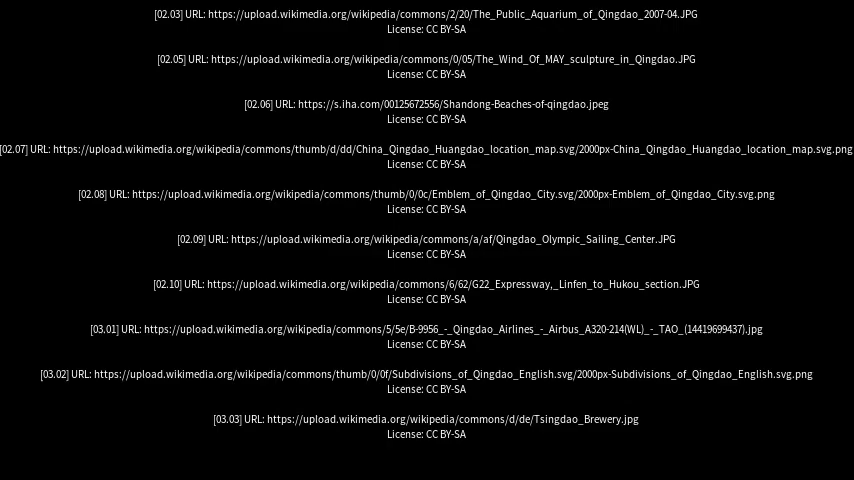 [02.03] URL: https://upload.wikimedia.org/wikipedia/commons/2/20/The_Public_Aquarium_of_Qingdao_2007-04.JPG
License: CC BY-SA
[02.05] URL: https://upload.wikimedia.org/wikipedia/commons/0/05/The_Wind_Of_MAY_sculpture_in_Qingdao.JPG
License: CC BY-SA
[02.06] URL: https://s.iha.com/00125672556/Shandong-Beaches-of-qingdao.jpeg
License: CC BY-SA
[02.07] URL: https://upload.wikimedia.org/wikipedia/commons/thumb/d/dd/China_Qingdao_Huangdao_location_map.svg/2000px-China_Qingdao_Huangdao_location_map.svg.png
License: CC BY-SA
[02.08] URL: https://upload.wikimedia.org/wikipedia/commons/thumb/0/0c/Emblem_of_Qingdao_City.svg/2000px-Emblem_of_Qingdao_City.svg.png
License: CC BY-SA
[02.09] URL: https://upload.wikimedia.org/wikipedia/commons/a/af/Qingdao_Olympic_Sailing_Center.JPG
License: CC BY-SA
[02.10] URL: https://upload.wikimedia.org/wikipedia/commons/6/62/G22_Expressway,_Linfen_to_Hukou_section.JPG
License: CC BY-SA
[03.01] URL: https://upload.wikimedia.org/wikipedia/commons/5/5e/B-9956_-_Qingdao_Airlines_-_Airbus_A320-214(WL)_-_TAO_(14419699437).jpg
License: CC BY-SA
[03.02] URL: https://upload.wikimedia.org/wikipedia/commons/thumb/0/0f/Subdivisions_of_Qingdao_English.svg/2000px-Subdivisions_of_Qingdao_English.svg.png
License: CC BY-SA
[03.03] URL: https://upload.wikimedia.org/wikipedia/commons/d/de/Tsingdao_Brewery.jpg
License: CC BY-SA